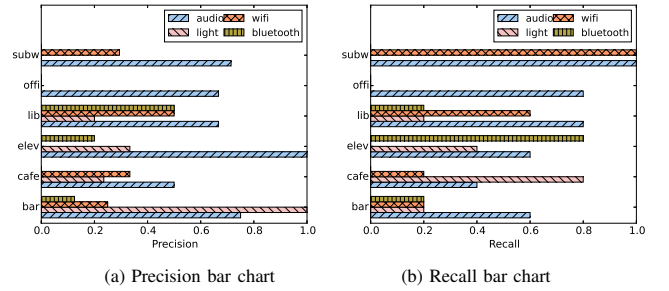 audio wifi
light bluetooth
subw
offi
lib
elev
cafe
bar
0.0 0.2 0.4 0.6 0.8 1.0
Precision
(a) Precision bar chart
audio wifi
light bluetooth
subw
offi
lib
elev
cafe
bar
0.0 0.2 0.4 0.6 0.8 1.0
Recall
(b) Recall bar chart